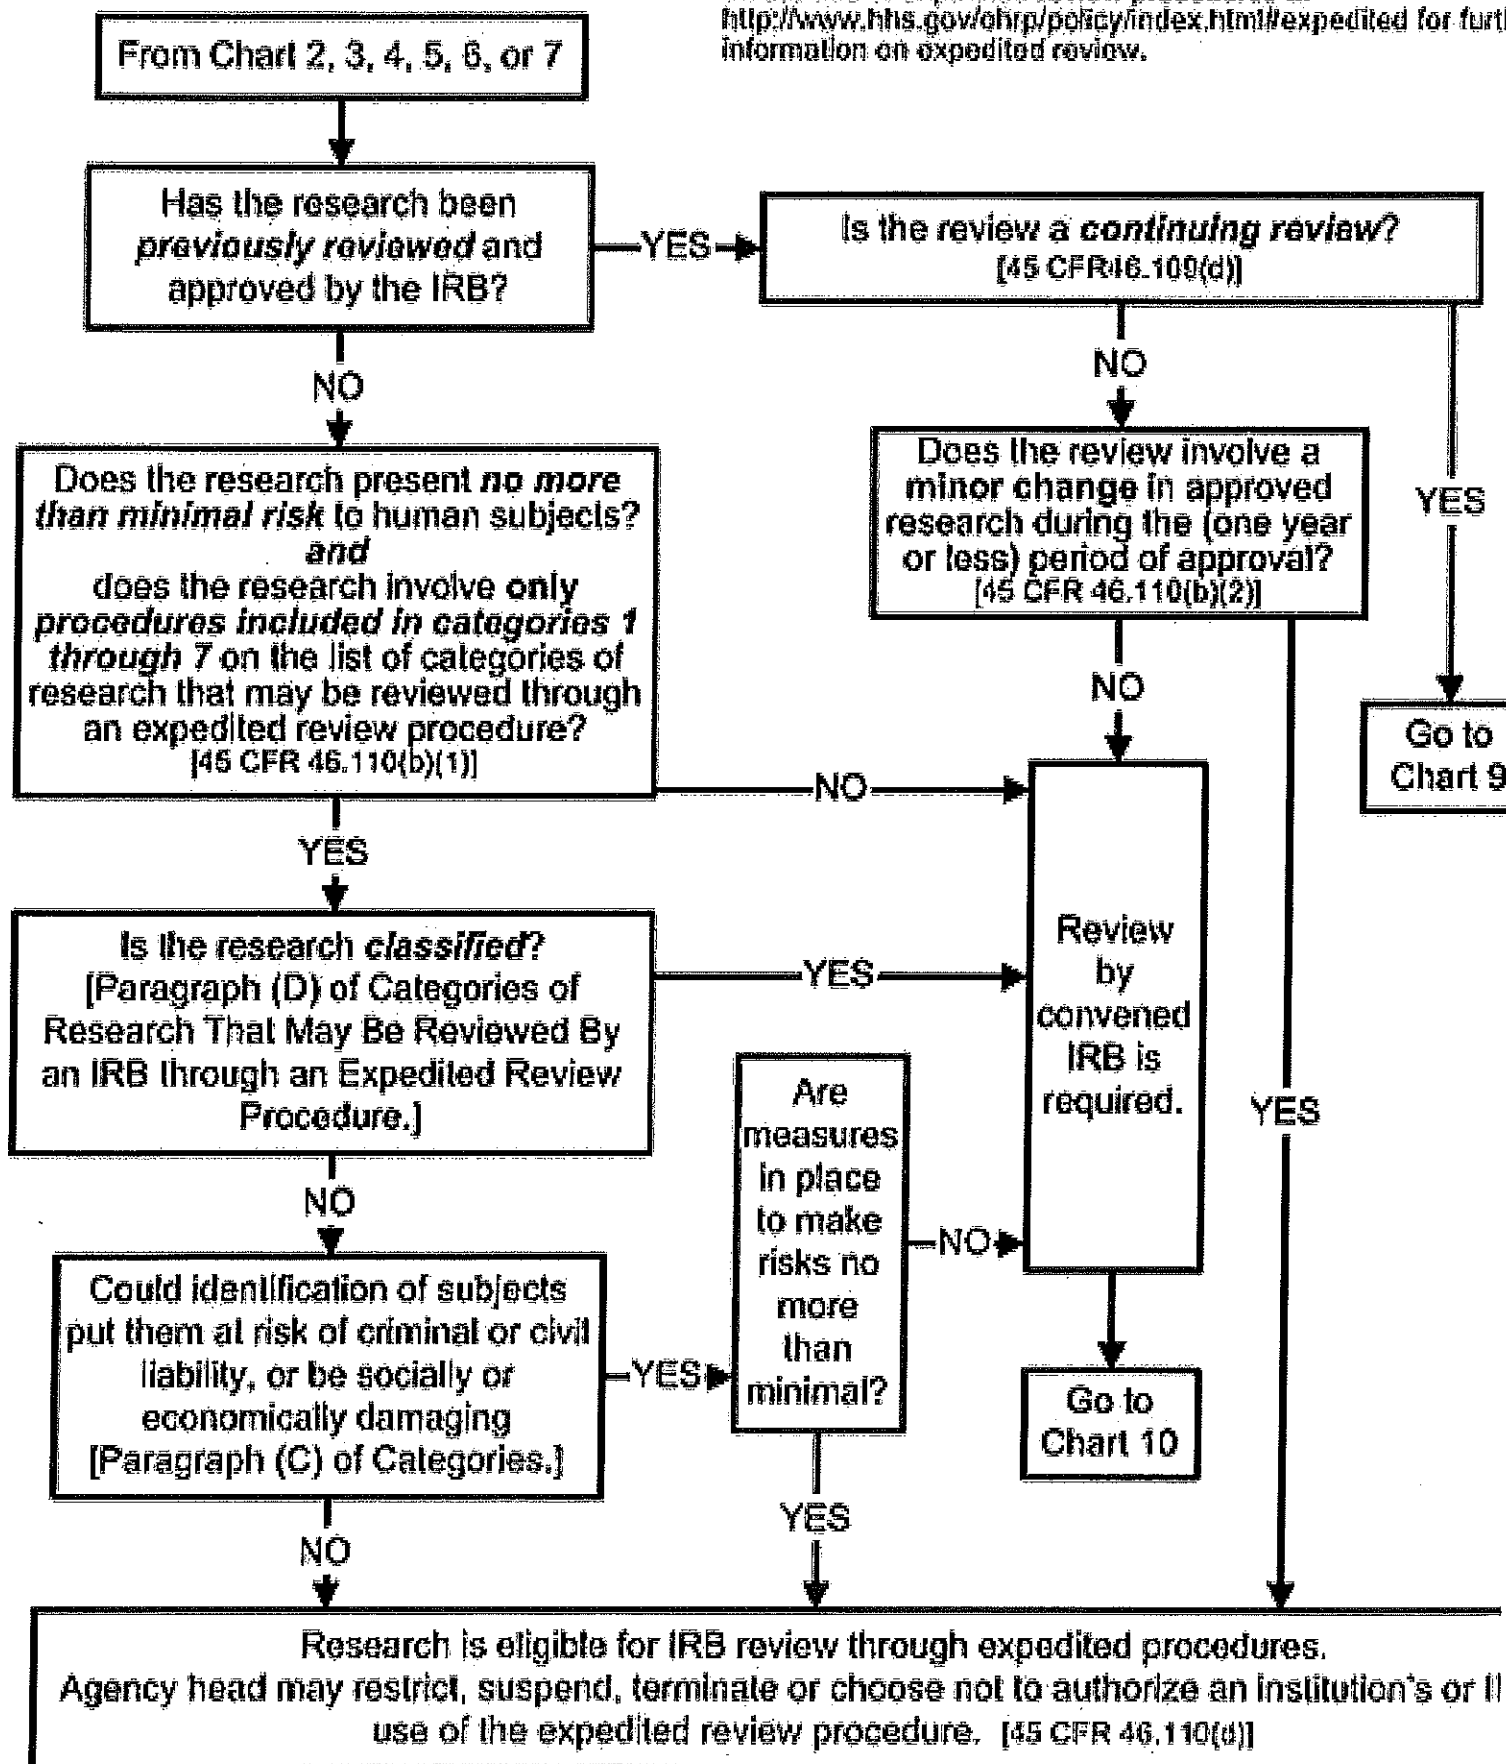 http://www.hhs.gov/ohrp/policy/index.html#expedited for furth
information on expedited review.
From Chart 2, 3, 4, 5, 6, or 7
Has the research been
previously reviewed and
approved by the IRB?
YES
Is the review a continuing review?
[45 CFR46.109(d)]
NO
NO
YES
Does the research present no more
than minimal risk to human subjects?
and
does the research involve only
procedures included in categories 1
through 7 on the list of categories of
research that may be reviewed through
an expedited review procedure?
[45 CFR 46.110(b)(1)]
Does the review involve a
minor change in approved
research during the (one year
or less) period of approval?
[45 CFR 46.110(b)(2)]
NO
Go to
Chart 9
NO
YES
Is the research classified?
[Paragraph (D) of Categories of
Research That May Be Reviewed By
an IRB through an Expedited Review
Procedure.]
YES
Review
by
convened
IRB is
required.
YES
NO
Are
measures
in place
to make
risks no
more
than
minimal?
NO
Could identification of subjects
put them at risk of criminal or civil
liability, or be socially or
economically damaging
[Paragraph (C) of Categories.]
YES
Go to
Chart 10
YES
NO
Research is eligible for IRB review through expedited procedures.
Agency head may restrict, suspend, terminate or choose not to authorize an institution's or
use of the expedited review procedure. [45 CFR 46.110(d)]